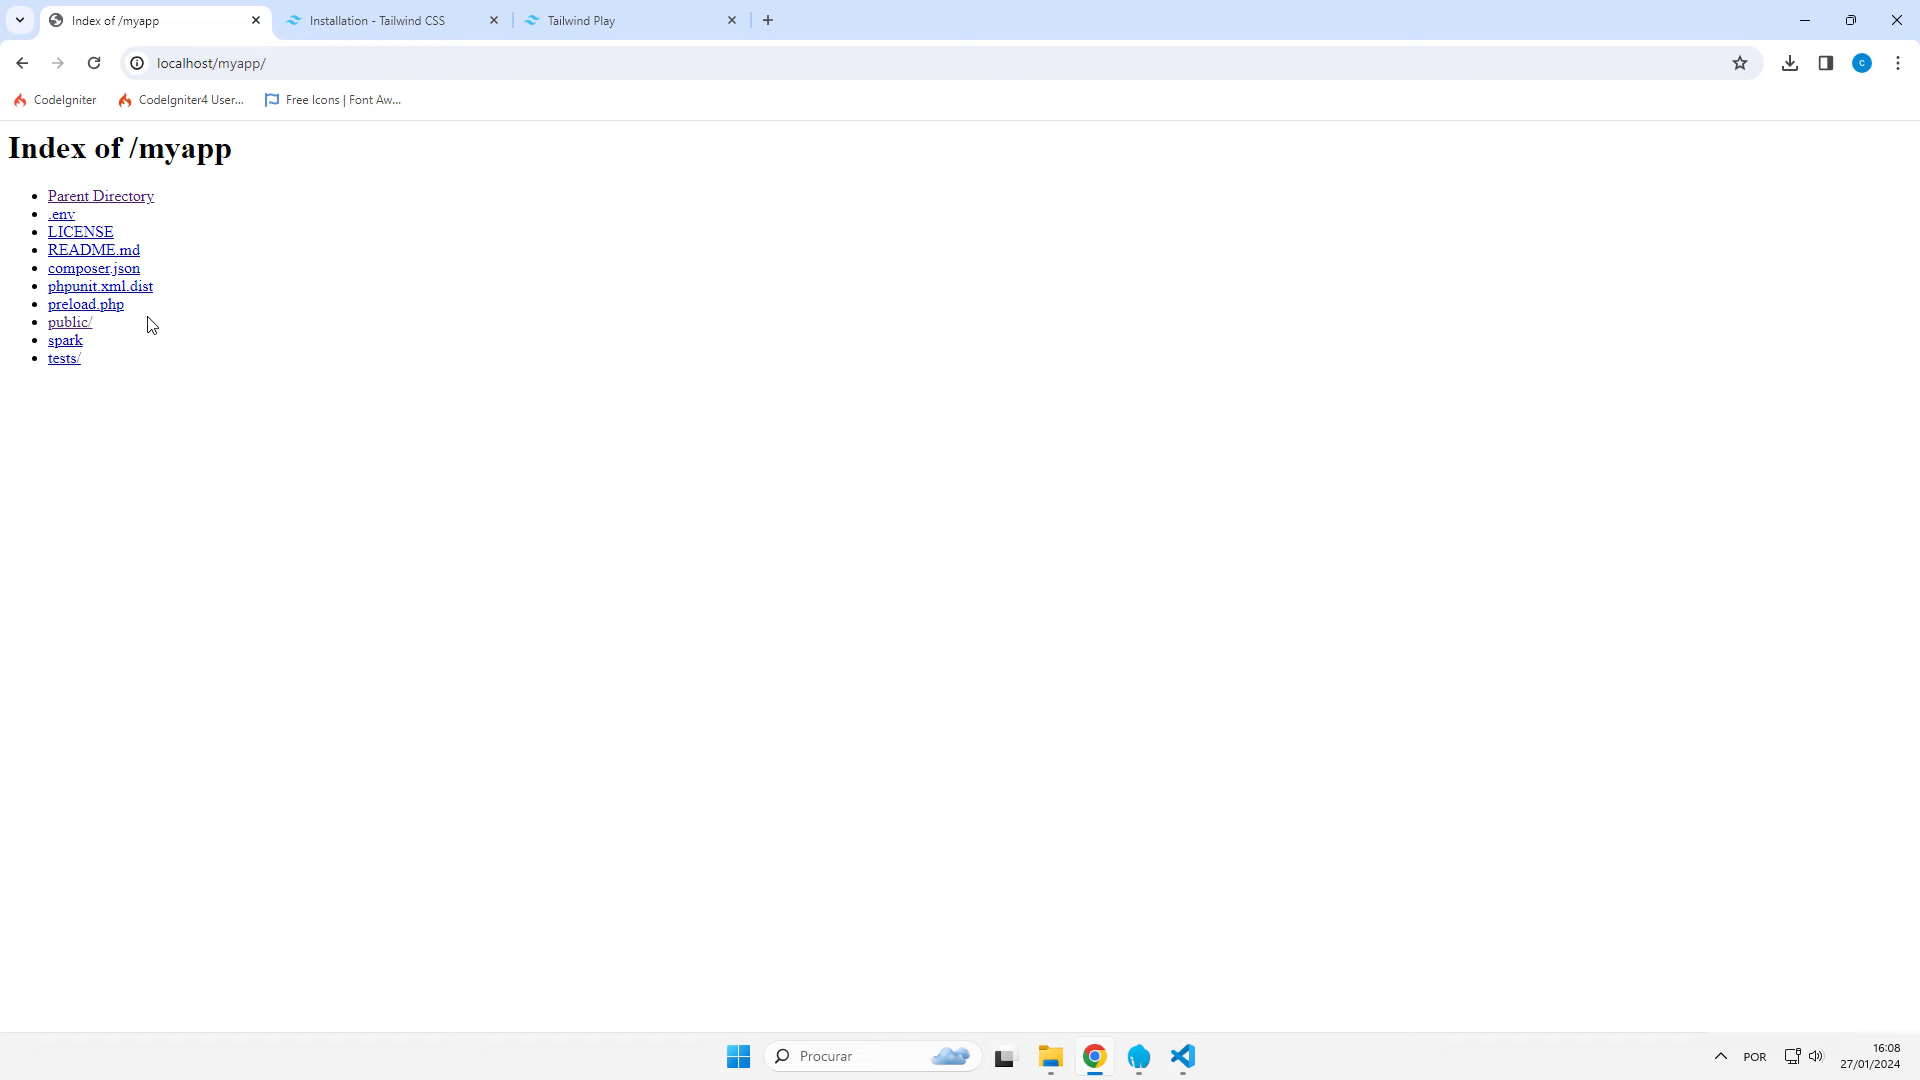 Index of /myapp
Installation - Tailwind CSS
Tailwind Play
localhost/myapp/
c
CodeIgniter
CodeIgniter4 User...
Free Icons | Font Aw...
Index of /myapp
Parent Directory
.env
LICENSE
README.md
composer.json
phpunit.xml.dist
preload.php
public/
spark
tests/
Procurar
POR
16:08
27/01/2024